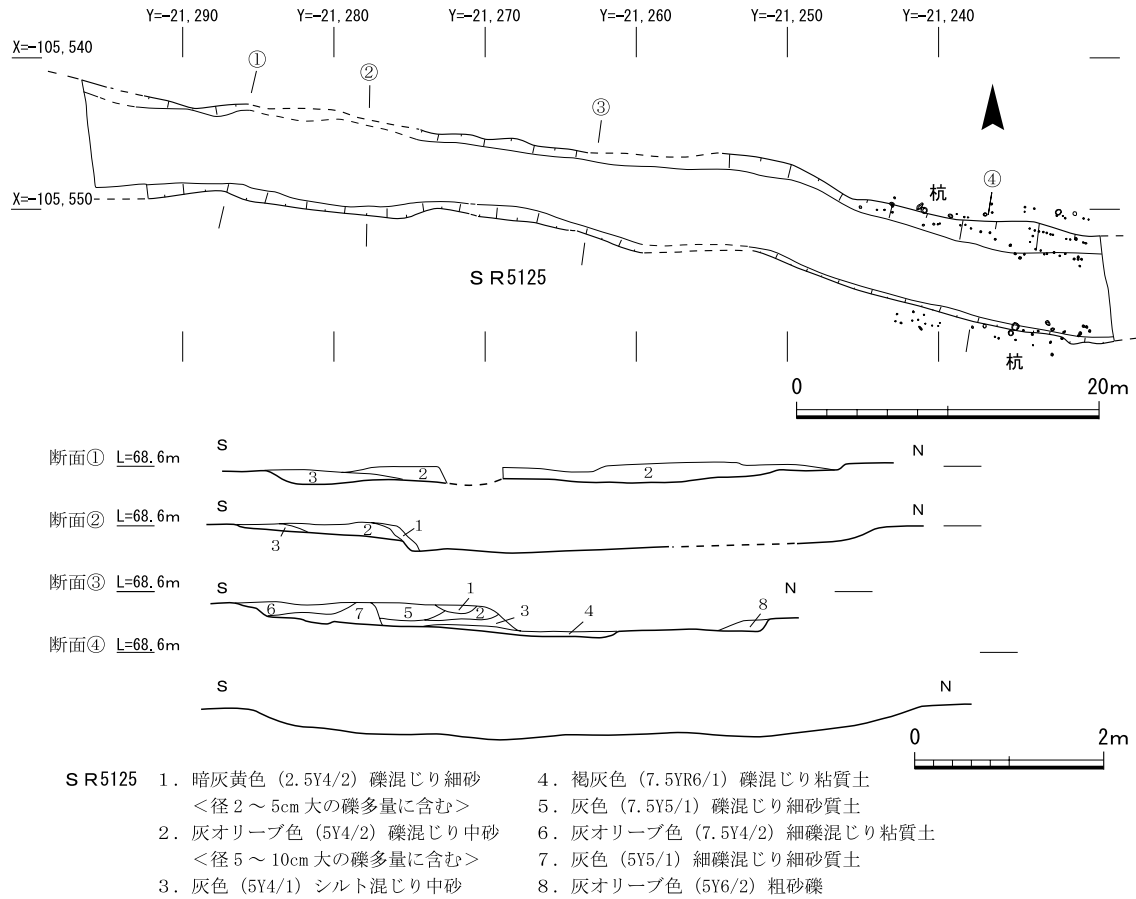 Y=-21,290 Y=-21,280 Y=-21,270 Y=-21,260 Y=-21,250 Y=-21,240
X=-105,540
①
②
③
④
杭
X=-105,550
SR5125
杭
0 20m
断面① L=68.6m S N
3 2 2
断面② L=68.6m S N
3 2 1
断面③ L=68.6m S N
6 7 5 1 2 3 4 8
断面④ L=68.6m
S N
0 2m
SR5125 1. 暗灰黄色 (2.5Y4/2) 礫混じり細砂
<径2~5cm大の礫多量に含む>
2. 灰オリーブ色 (5Y4/2) 礫混じり中砂
<径5~10cm大の礫多量に含む>
3. 灰色 (5Y4/1) シルト混じり中砂
4. 褐灰色 (7.5YR6/1) 礫混じり粘質土
5. 灰色 (7.5Y5/1) 礫混じり細砂質土
6. 灰オリーブ色 (7.5Y4/2) 細礫混じり粘質土
7. 灰色 (5Y5/1) 細礫混じり細砂質土
8. 灰オリーブ色 (5Y6/2) 粗砂礫